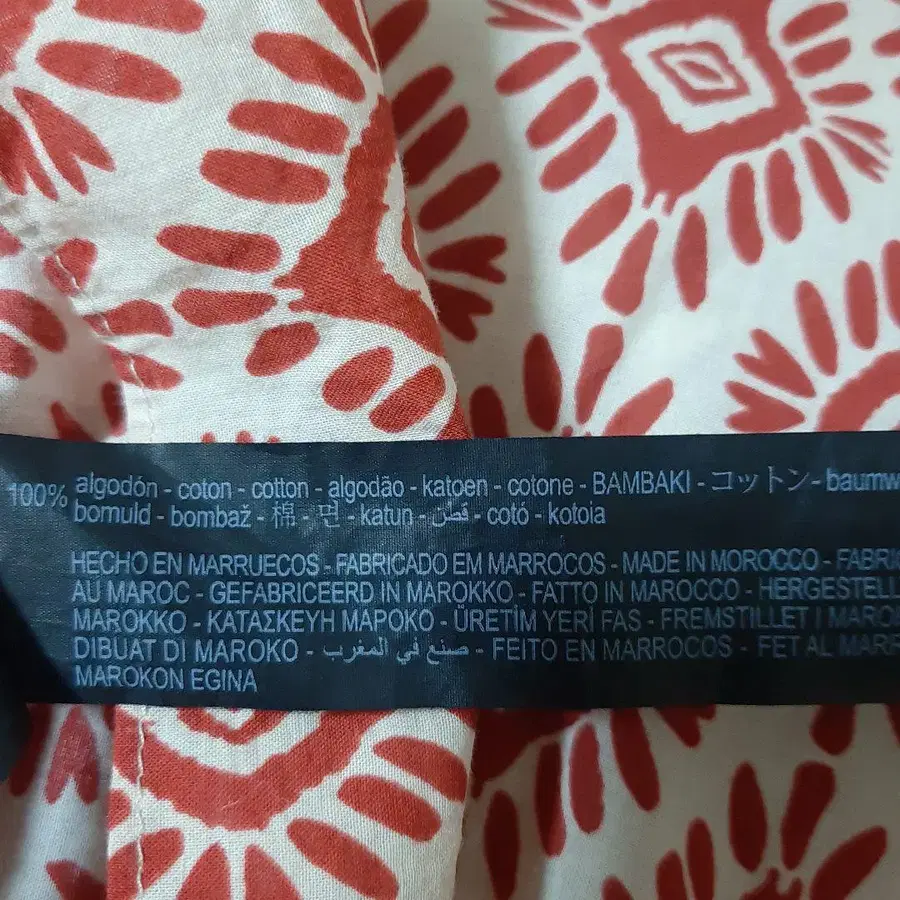 100% algodón - coton - cotton - algodão - katoen - cotone - BAMBAKI - コットン - baumw
bomuld - bombaž - 棉 - 면 - katun - قطن - cotó - kotoia
HECHO EN MARRUECOS - FABRICADO EM MARROCOS - MADE IN MOROCCO - FABRI
AU MAROC - GEFABRICEERD IN MAROKKO - FATTO IN MAROCCO - HERGESTELL
MAROKKO - ΚΑΤΑΣΚΕΥΗ ΜΑΡΟΚΟ - ÜRETİM YERİ FAS - FREMSTILLET I MAROK
DIBUAT DI MAROKO - صنع في المغرب - FEITO EN MARROCOS - FET AL MARR
MAROKON EGINA